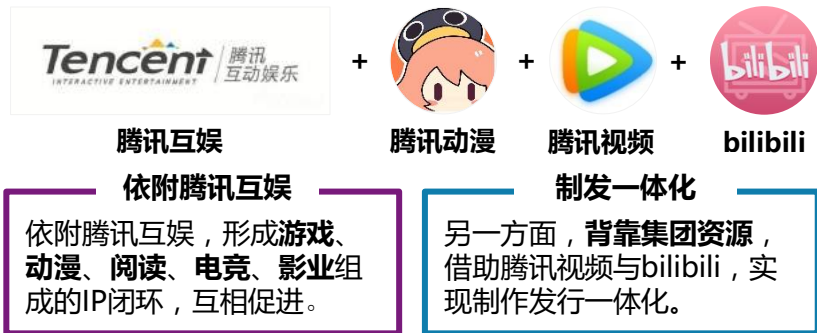 Tencent 腾讯
INTERACTIVE ENTERTAINMENT 互动娱乐
+ + + bilibili
腾讯互娱 腾讯动漫 腾讯视频 bilibili
依附腾讯互娱
依附腾讯互娱，形成游戏、
动漫、阅读、电竞、影业组
成的IP闭环，互相促进。
制发一体化
另一方面，背靠集团资源，
借助腾讯视频与bilibili，实
现制作发行一体化。